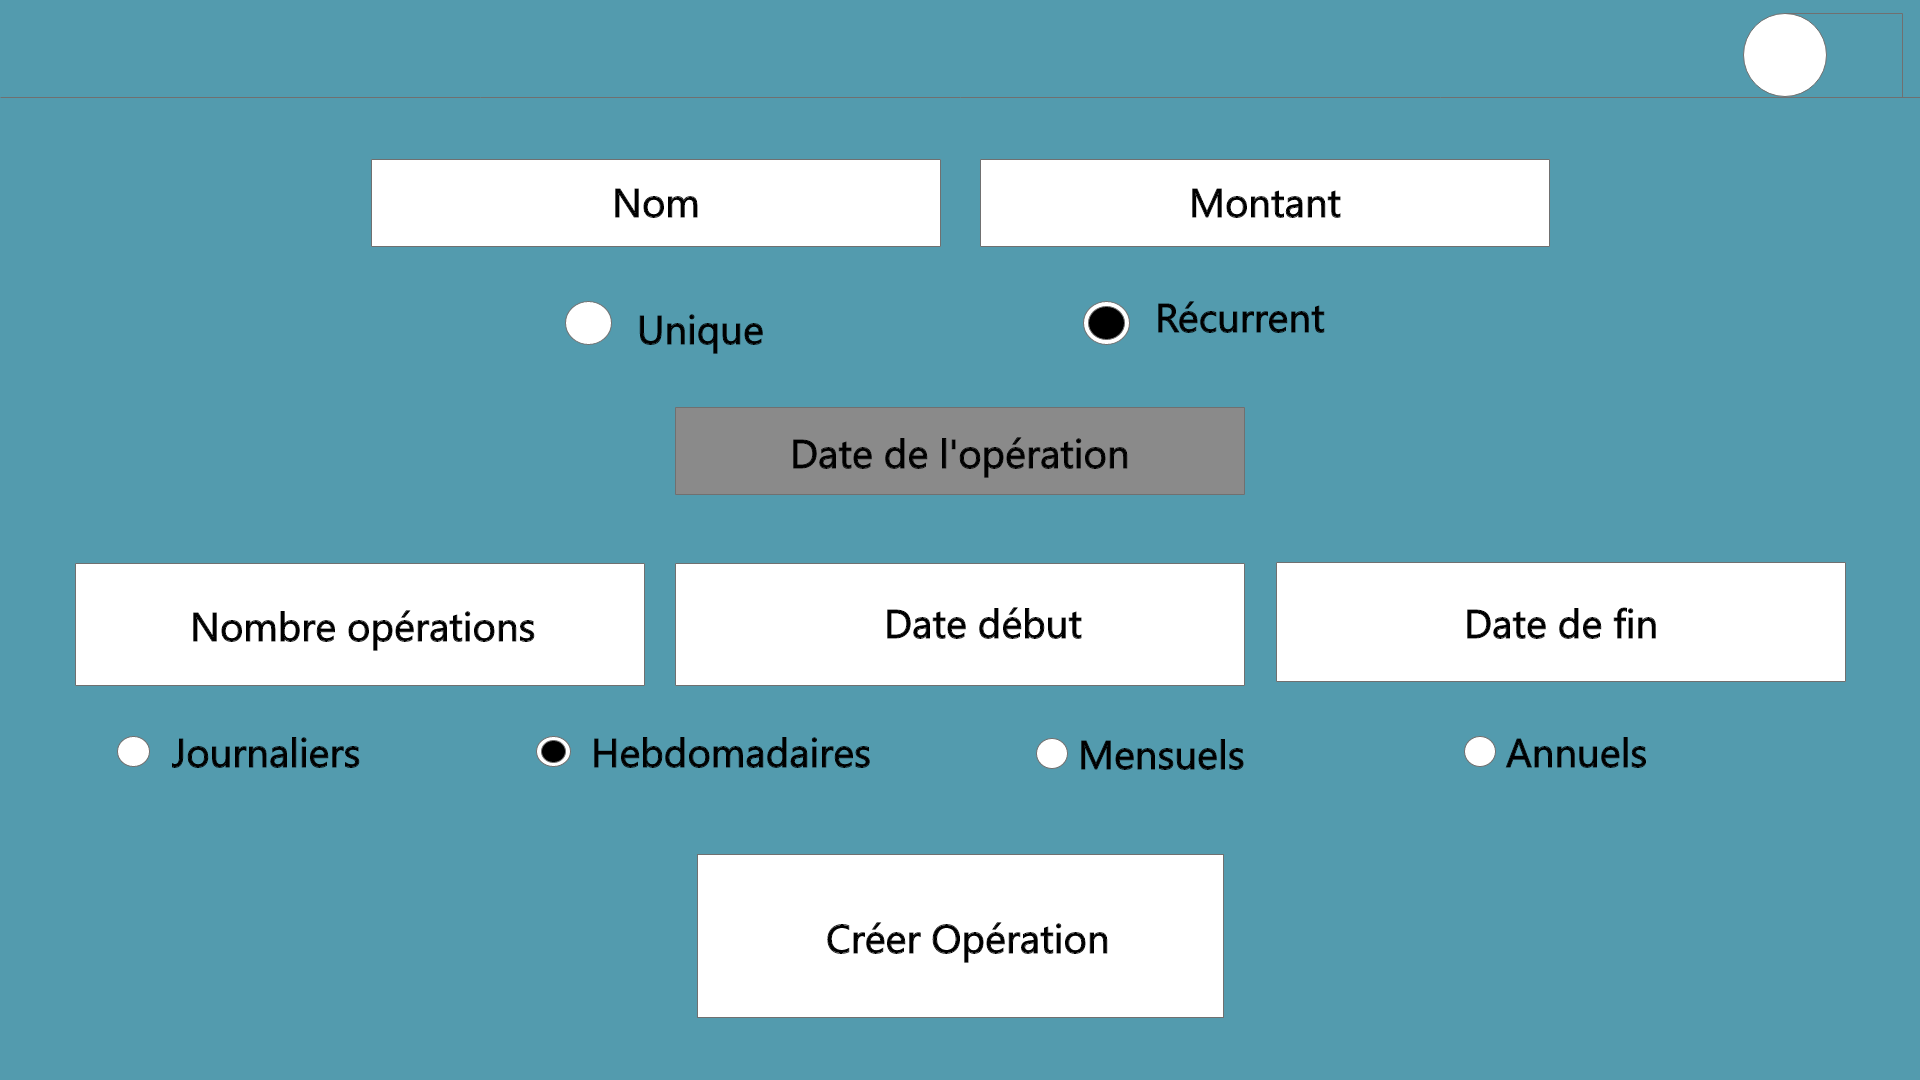 Nom
Montant
Unique
Récurrent
Date de l'opération
Nombre opérations
Date début
Date de fin
Journaliers
Hebdomadaires
Mensuels
Annuels
Créer Opération